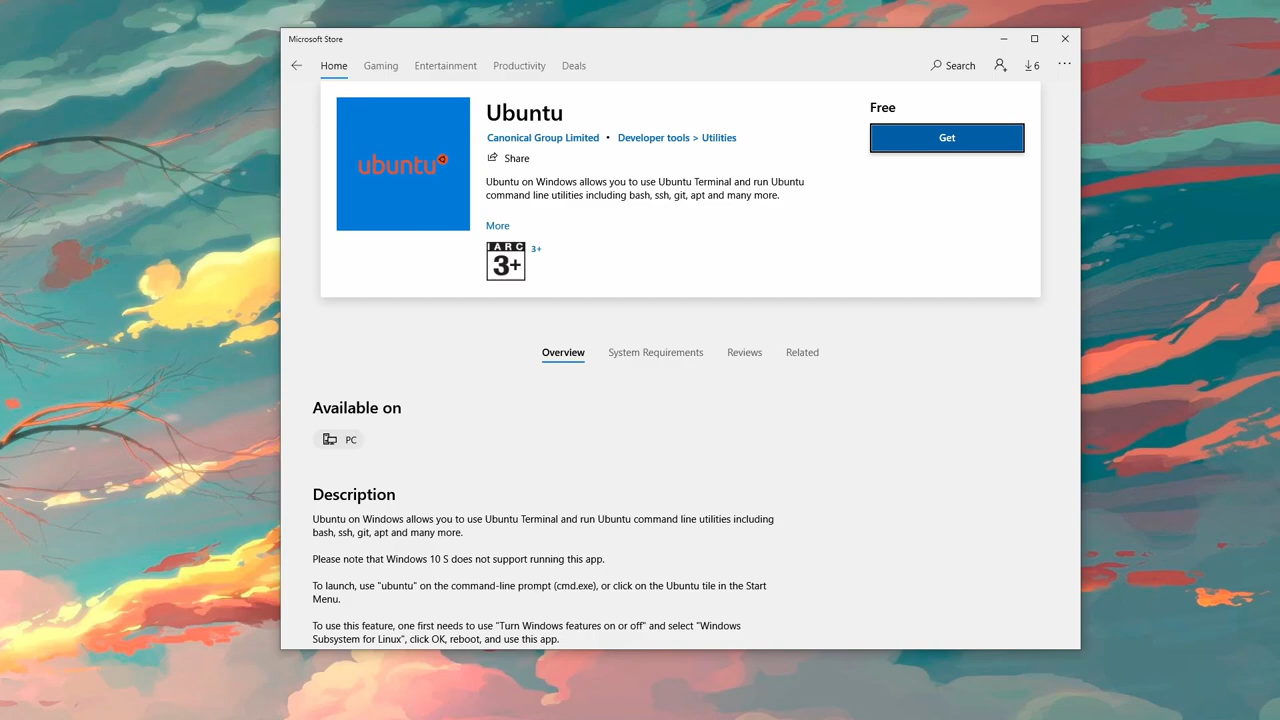 Microsoft Store
Home Gaming Entertainment Productivity Deals Search 6
ubuntu
Ubuntu
Free
Canonical Group Limited • Developer tools > Utilities
Get
Share
Ubuntu on Windows allows you to use Ubuntu Terminal and run Ubuntu
command line utilities including bash, ssh, git, apt and many more.
More
IARC
3+
3+
Overview System Requirements Reviews Related
Available on
PC
Description
Ubuntu on Windows allows you to use Ubuntu Terminal and run Ubuntu command line utilities including
bash, ssh, git, apt and many more.
Please note that Windows 10 S does not support running this app.
To launch, use "ubuntu" on the command-line prompt (cmd.exe), or click on the Ubuntu tile in the Start
Menu.
To use this feature, one first needs to use "Turn Windows features on or off" and select "Windows
Subsystem for Linux", click OK, reboot, and use this app.